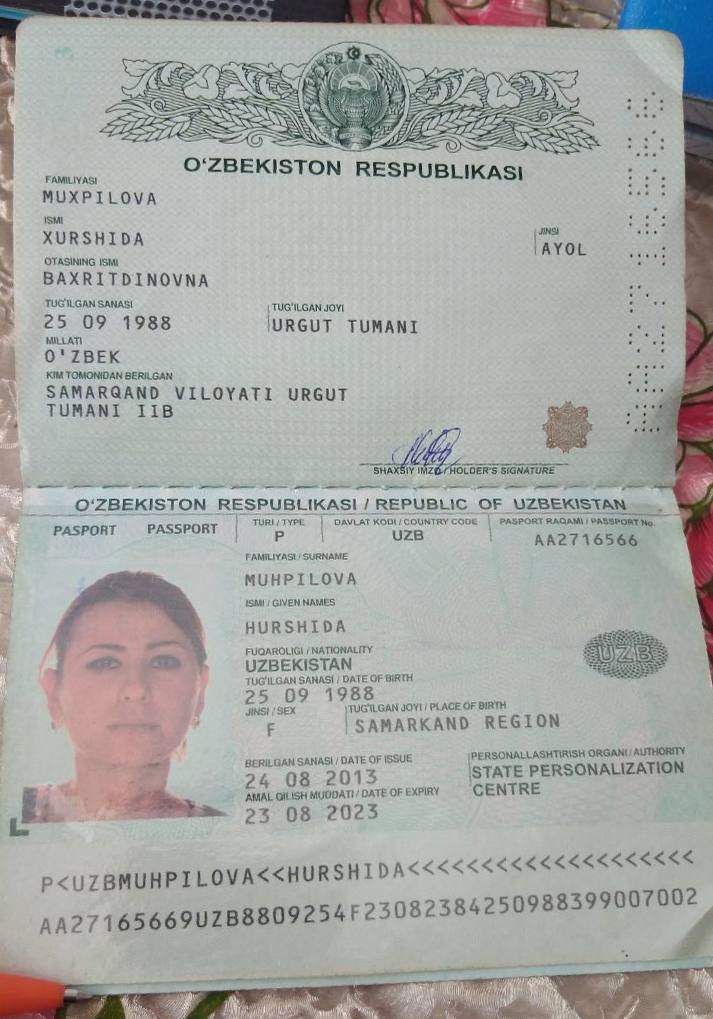 O‘ZBEKISTON RESPUBLIKASI
FAMILIYASI
MUXPILOVA
ISMI
XURSHIDA
JINSI
AYOL
OTASINING ISMI
BAXRITDINOVNA
TUG‘ILGAN SANASI
25 09 1988
TUG‘ILGAN JOYI
URGUT TUMANI
MILLATI
O'ZBEK
KIM TOMONIDAN BERILGAN
SAMARQAND VILOYATI URGUT
TUMANI IIB
SHAXSIY IMZO / HOLDER'S SIGNATURE
O‘ZBEKISTON RESPUBLIKASI / REPUBLIC OF UZBEKISTAN
PASPORT PASSPORT
TURI / TYPE
P
DAVLAT KODI / COUNTRY CODE
UZB
PASPORT RAQAMI / PASSPORT No.
AA2716566
FAMILIYASI / SURNAME
MUHPILOVA
ISMI / GIVEN NAMES
HURSHIDA
FUQAROLIGI / NATIONALITY
UZBEKISTAN
UZB
TUG‘ILGAN SANASI / DATE OF BIRTH
25 09 1988
JINSI / SEX
F
TUG‘ILGAN JOYI / PLACE OF BIRTH
SAMARKAND REGION
BERILGAN SANASI / DATE OF ISSUE
24 08 2013
PERSONALLASHTIRISH ORGANI / AUTHORITY
STATE PERSONALIZATION
CENTRE
AMAL QILISH MUDDATI / DATE OF EXPIRY
23 08 2023
P<UZBMUHPILOVA<<HURSHIDA<<<<<<<<<<<<<<<<<<<<
AA27165669UZB8809254F23082384250988399007002